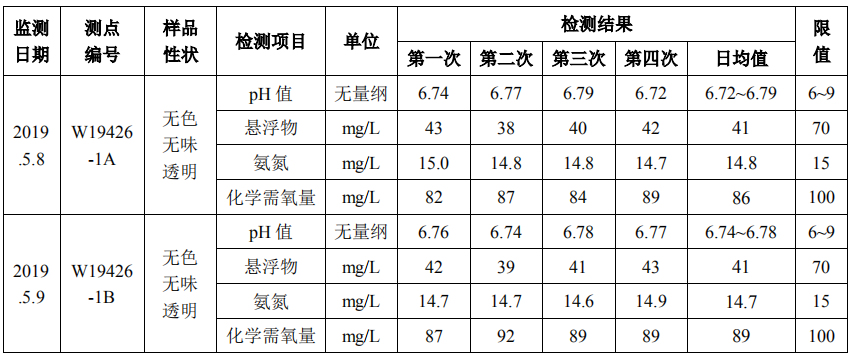 监测日期 测点编号 样品性状 检测项目 单位 检测结果 限值
第一次 第二次 第三次 第四次 日均值
2019.5.8 W19426-1A 无色无味透明 pH 值 无量纲 6.74 6.77 6.79 6.72 6.72~6.79 6~9
悬浮物 mg/L 43 38 40 42 41 70
氨氮 mg/L 15.0 14.8 14.8 14.7 14.8 15
化学需氧量 mg/L 82 87 84 89 86 100
2019.5.9 W19426-1B 无色无味透明 pH 值 无量纲 6.76 6.74 6.78 6.77 6.74~6.78 6~9
悬浮物 mg/L 42 39 41 43 41 70
氨氮 mg/L 14.7 14.7 14.6 14.9 14.7 15
化学需氧量 mg/L 87 92 89 89 89 100